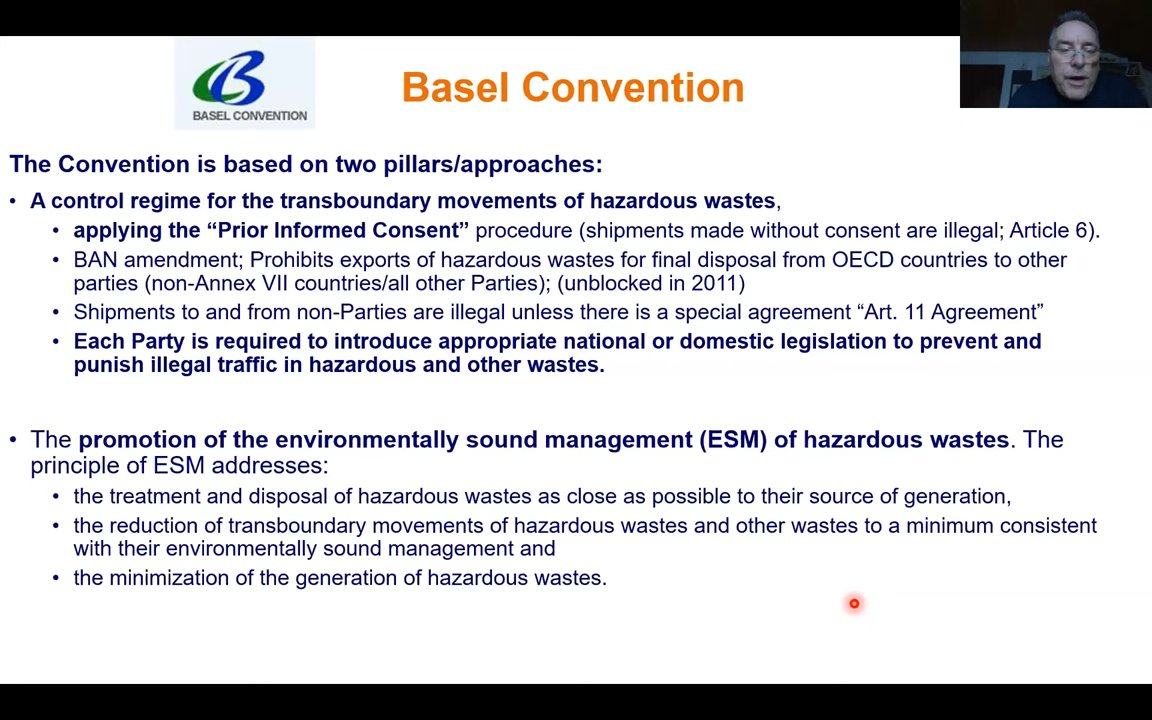 BASEL CONVENTION
Basel Convention
The Convention is based on two pillars/approaches:
• A control regime for the transboundary movements of hazardous wastes,
• applying the “Prior Informed Consent” procedure (shipments made without consent are illegal; Article 6).
• BAN amendment; Prohibits exports of hazardous wastes for final disposal from OECD countries to other
parties (non-Annex VII countries/all other Parties); (unblocked in 2011)
• Shipments to and from non-Parties are illegal unless there is a special agreement “Art. 11 Agreement”
• Each Party is required to introduce appropriate national or domestic legislation to prevent and
punish illegal traffic in hazardous and other wastes.
• The promotion of the environmentally sound management (ESM) of hazardous wastes. The
principle of ESM addresses:
• the treatment and disposal of hazardous wastes as close as possible to their source of generation,
• the reduction of transboundary movements of hazardous wastes and other wastes to a minimum consistent
with their environmentally sound management and
• the minimization of the generation of hazardous wastes.